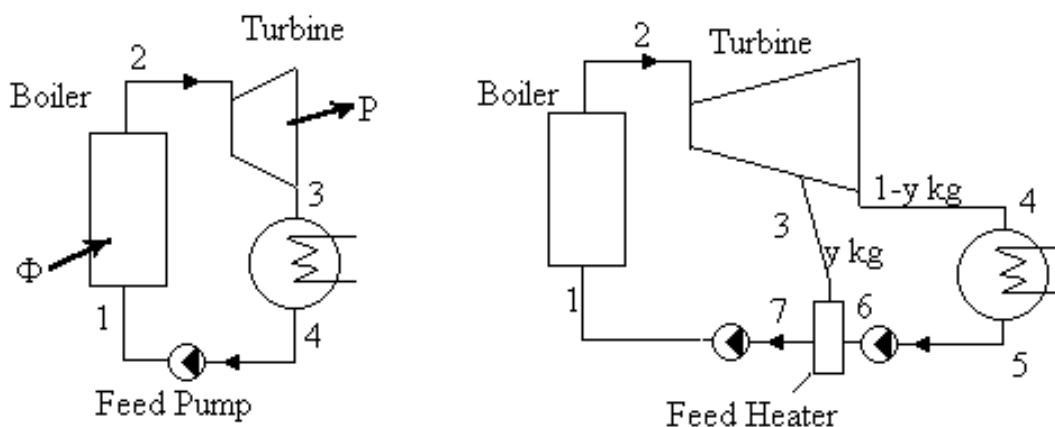 Turbine
2
Boiler
P
3
Φ
1
4
Feed Pump
2
Turbine
Boiler
1-y kg
4
3
y kg
1
7
6
5
Feed Heater